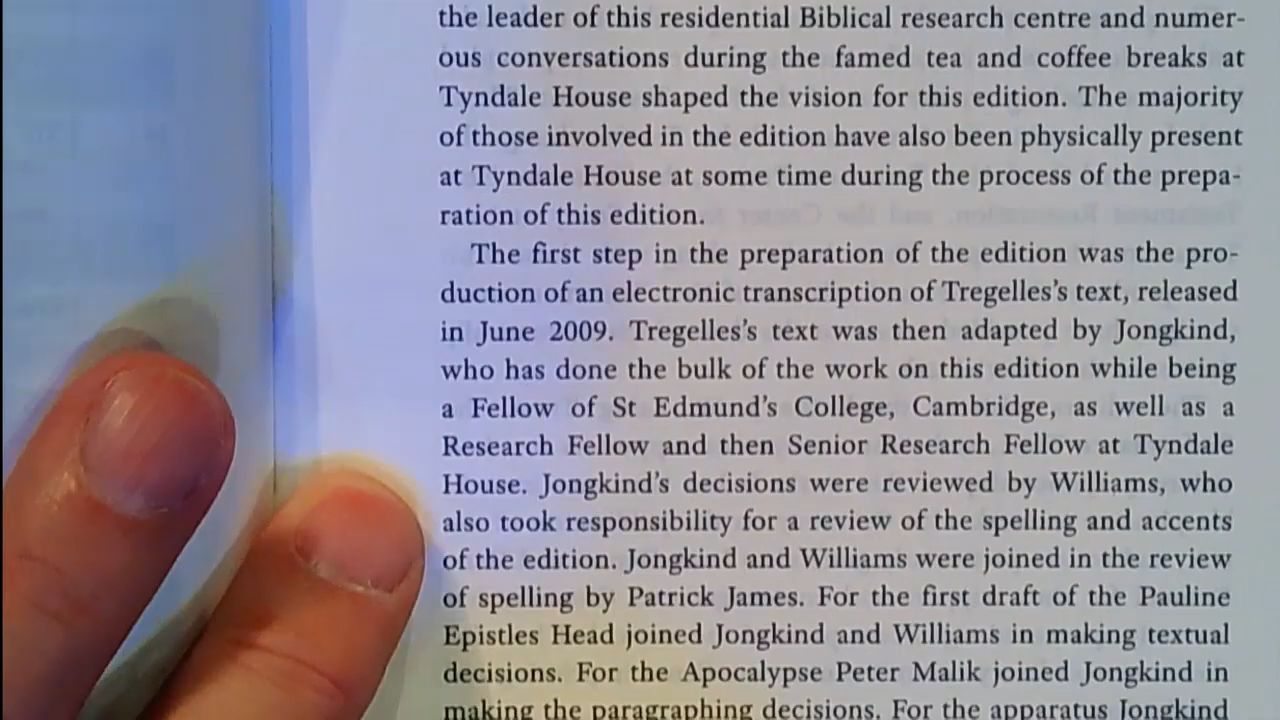 the leader of this residential Biblical research centre and numer-
ous conversations during the famed tea and coffee breaks at
Tyndale House shaped the vision for this edition. The majority
of those involved in the edition have also been physically present
at Tyndale House at some time during the process of the prepa-
ration of this edition.
The first step in the preparation of the edition was the pro-
duction of an electronic transcription of Tregelles's text, released
in June 2009. Tregelles's text was then adapted by Jongkind,
who has done the bulk of the work on this edition while being
a Fellow of St Edmund's College, Cambridge, as well as a
Research Fellow and then Senior Research Fellow at Tyndale
House. Jongkind's decisions were reviewed by Williams, who
also took responsibility for a review of the spelling and accents
of the edition. Jongkind and Williams were joined in the review
of spelling by Patrick James. For the first draft of the Pauline
Epistles Head joined Jongkind and Williams in making textual
decisions. For the Apocalypse Peter Malik joined Jongkind in
making the paragraphing decisions. For the apparatus Jongkind